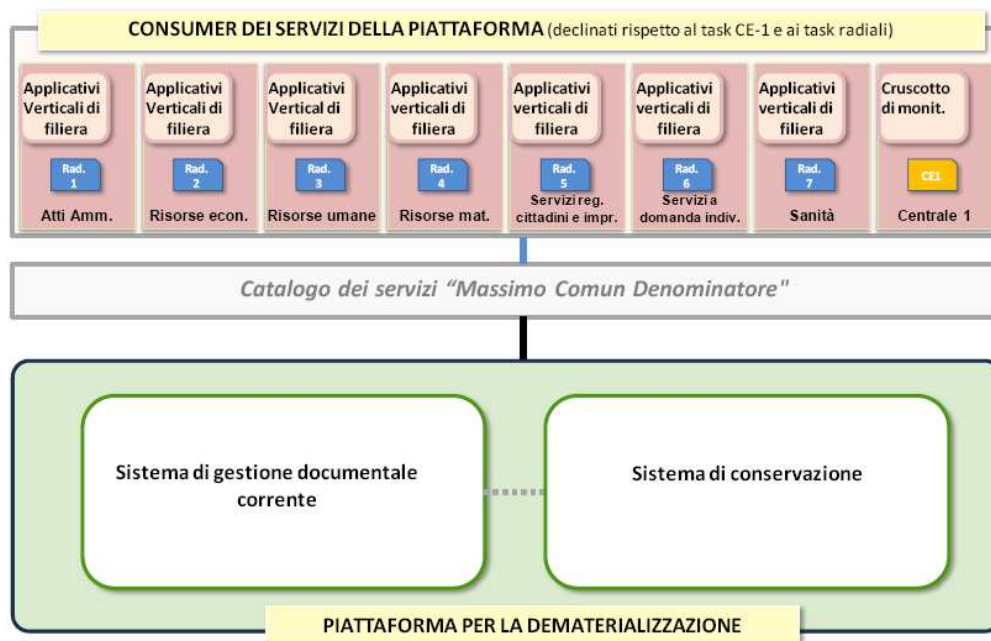 CONSUMER DEI SERVIZI DELLA PIATTAFORMA (declinati rispetto al task CE-1 e ai task radiali)
Applicativi
Verticali di
filiera
Rad.
1
Atti Amm.
Applicativi
Verticali di
filiera
Rad.
2
Risorse econ.
Applicativi
Vertical di
filiera
Rad.
3
Risorse umane
Applicativi
verticali di
filiera
Rad.
4
Risorse mat.
Applicativi
verticali di
filiera
Rad.
5
Servizi reg.
cittadini e impr.
Applicativi
verticali di
filiera
Rad.
6
Servizi a
domanda indiv.
Applicativi
verticali di
filiera
Rad.
7
Sanità
Cruscotto
di monit.
CE1
Centrale 1
Catalogo dei servizi “Massimo Comun Denominatore"
Sistema di gestione documentale
corrente
Sistema di conservazione
PIATTAFORMA PER LA DEMATERIALIZZAZIONE